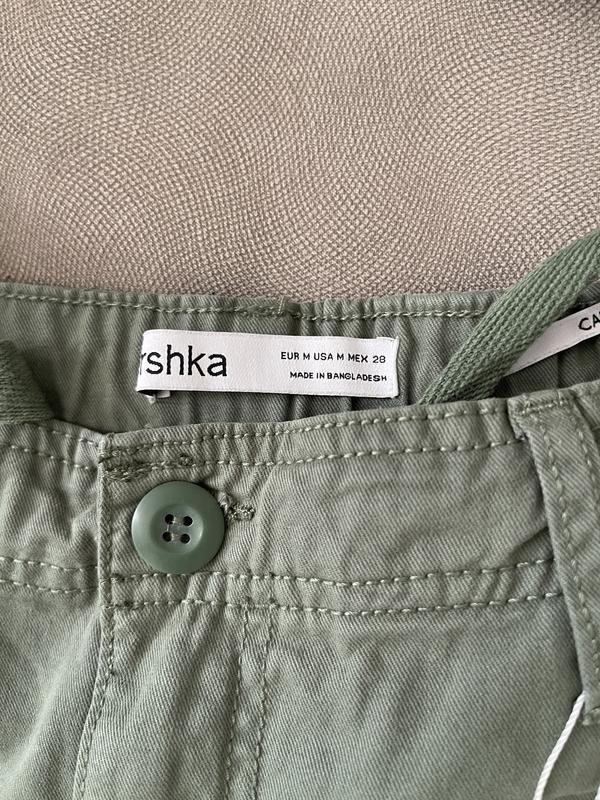 rshka
EUR M USA M MEX 28
MADE IN BANGLADESH
CA